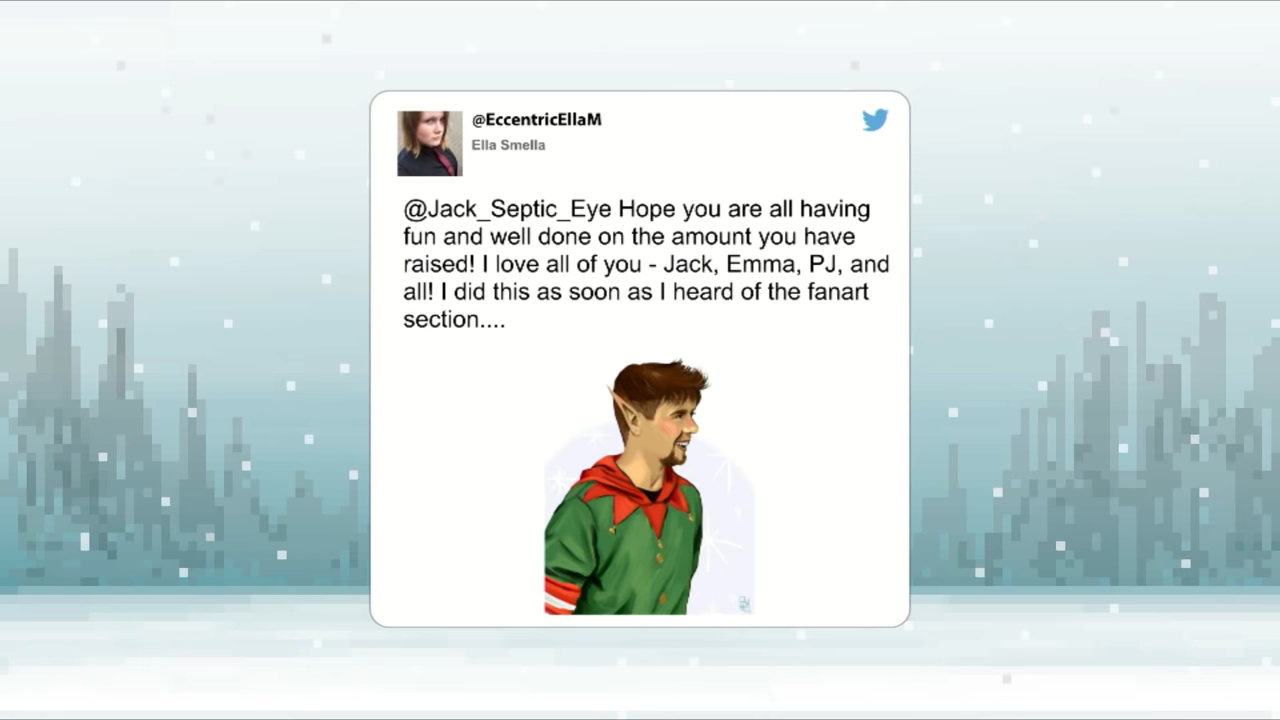 @EccentricEllaM
Ella Smella
@Jack_Septic_Eye Hope you are all having
fun and well done on the amount you have
raised! I love all of you - Jack, Emma, PJ, and
all! I did this as soon as I heard of the fanart
section....